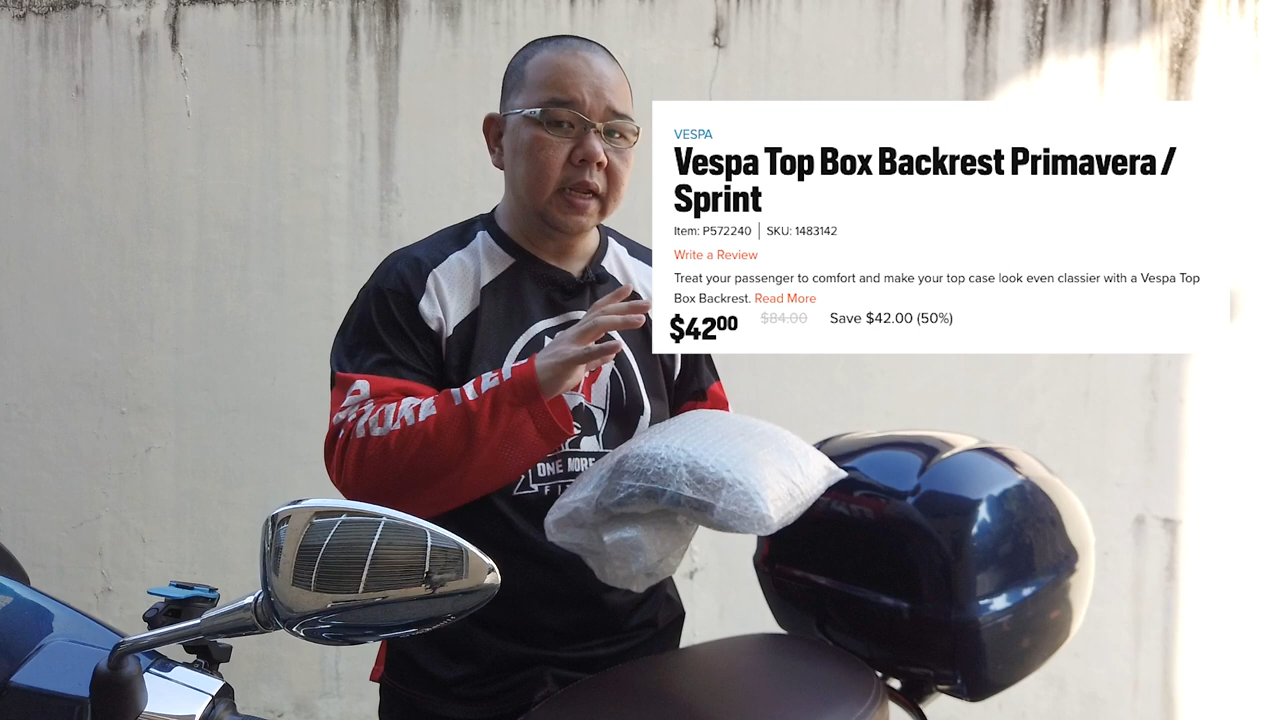 VESPA
Vespa Top Box Backrest Primavera /
Sprint
Item: P572240 | SKU: 1483142
Write a Review
Treat your passenger to comfort and make your top case look even classier with a Vespa Top
Box Backrest. Read More
$42⁰⁰ $84.00 Save $42.00 (50%)
ONE MORE